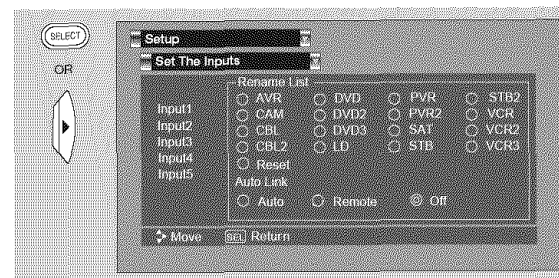 SELECT
OR
Setup
Set The Inputs
Rename List
Input1
Input2
Input3
Input4
Input5
AVR DVD PVR STB2
CAM DVD2 PVR2 VCR
CBL DVD3 SAT VCR2
CBL2 LD STB VCR3
Reset
Auto Link
Auto Remote Off
Move SEL Return